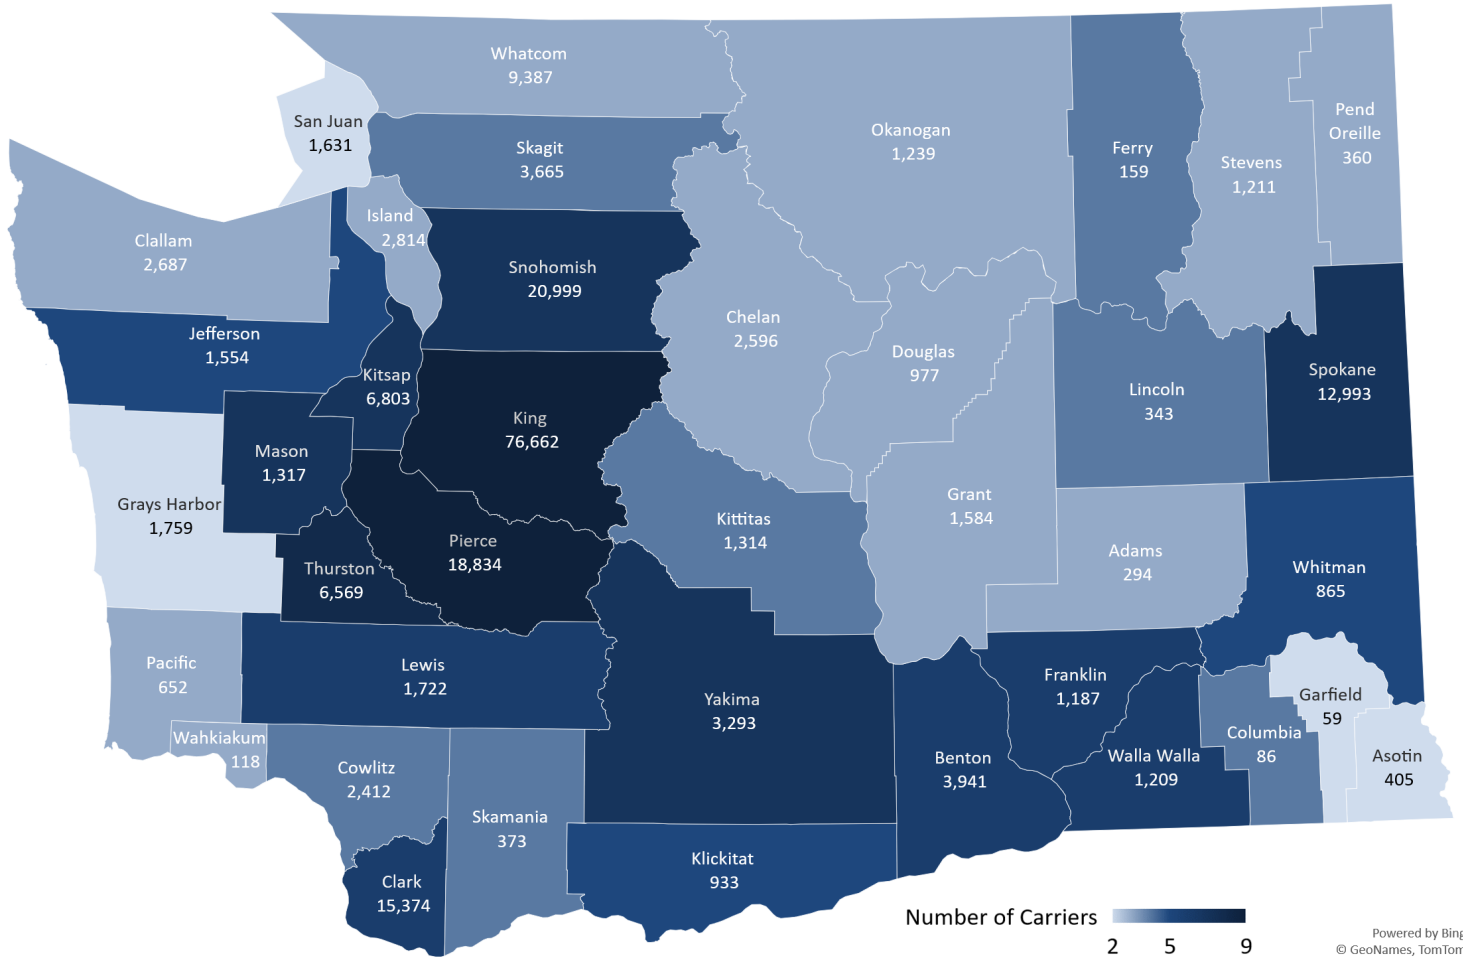 Whatcom
9,387
San Juan
1,631
Skagit
3,665
Okanogan
1,239
Ferry
159
Stevens
1,211
Pend
Oreille
360
Island
2,814
Clallam
2,687
Snohomish
20,999
Jefferson
1,554
Chelan
2,596
Douglas
977
Kitsap
6,803
King
76,662
Lincoln
343
Spokane
12,993
Mason
1,317
Grays Harbor
1,759
Grant
1,584
Kittitas
1,314
Pierce
18,834
Thurston
6,569
Adams
294
Whitman
865
Pacific
652
Lewis
1,722
Yakima
3,293
Franklin
1,187
Garfield
59
Wahkiakum
118
Cowlitz
2,412
Benton
3,941
Walla Walla
1,209
Columbia
86
Asotin
405
Skamania
373
Klickitat
933
Clark
15,374
Number of Carriers
2 5 9
Powered by Bing
© GeoNames, TomTom